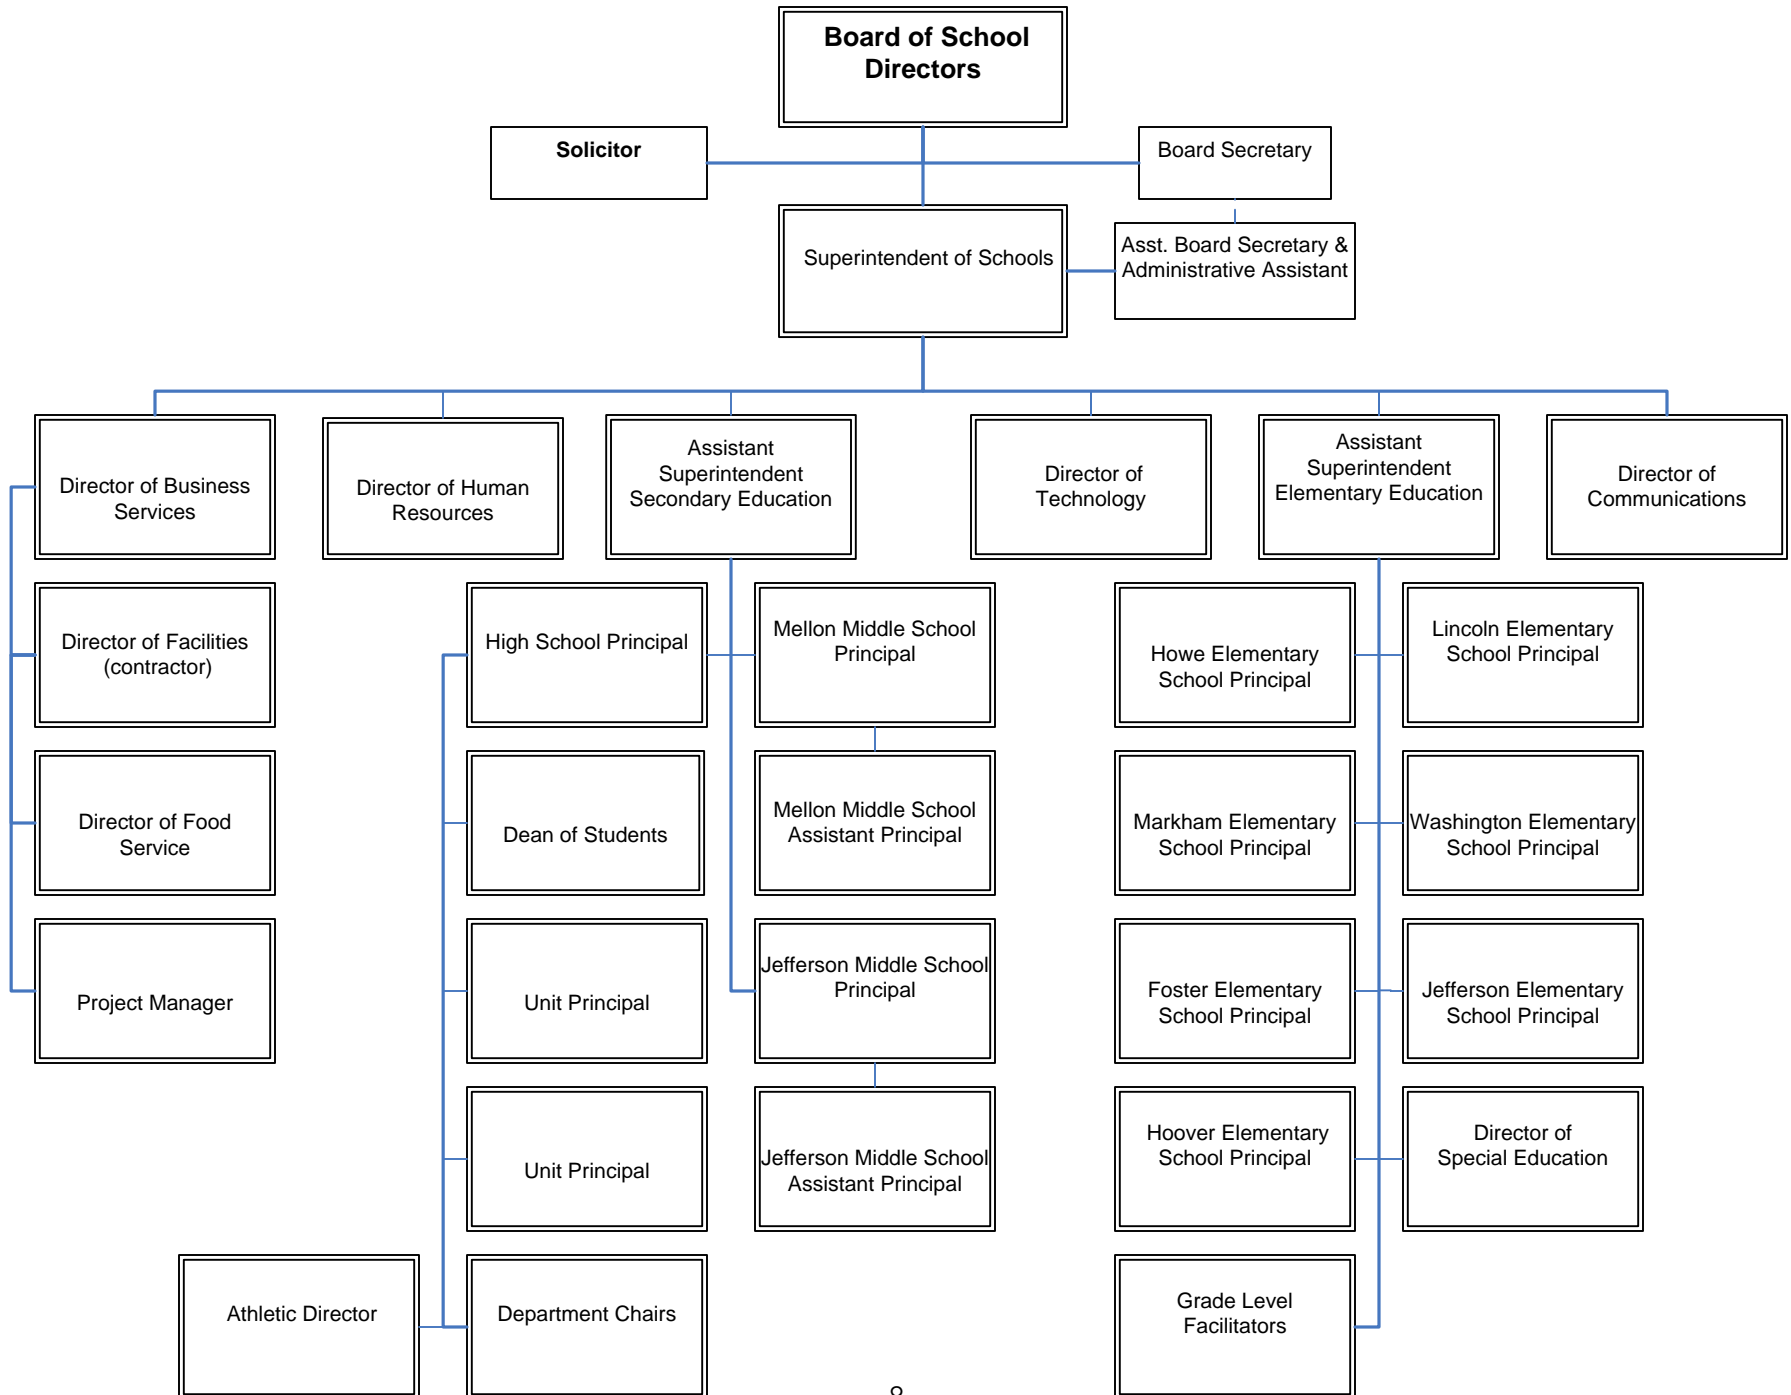 Board of School
Directors
Solicitor
Board Secretary
Superintendent of Schools
Asst. Board Secretary &
Administrative Assistant
Director of Business
Services
Director of Human
Resources
Assistant
Superintendent
Secondary Education
Director of
Technology
Assistant
Superintendent
Elementary Education
Director of
Communications
Director of Facilities
(contractor)
High School Principal
Mellon Middle School
Principal
Howe Elementary
School Principal
Lincoln Elementary
School Principal
Director of Food
Service
Dean of Students
Mellon Middle School
Assistant Principal
Markham Elementary
School Principal
Washington Elementary
School Principal
Project Manager
Unit Principal
Jefferson Middle School
Principal
Foster Elementary
School Principal
Jefferson Elementary
School Principal
Unit Principal
Jefferson Middle School
Assistant Principal
Hoover Elementary
School Principal
Director of
Special Education
Athletic Director
Department Chairs
Grade Level
Facilitators